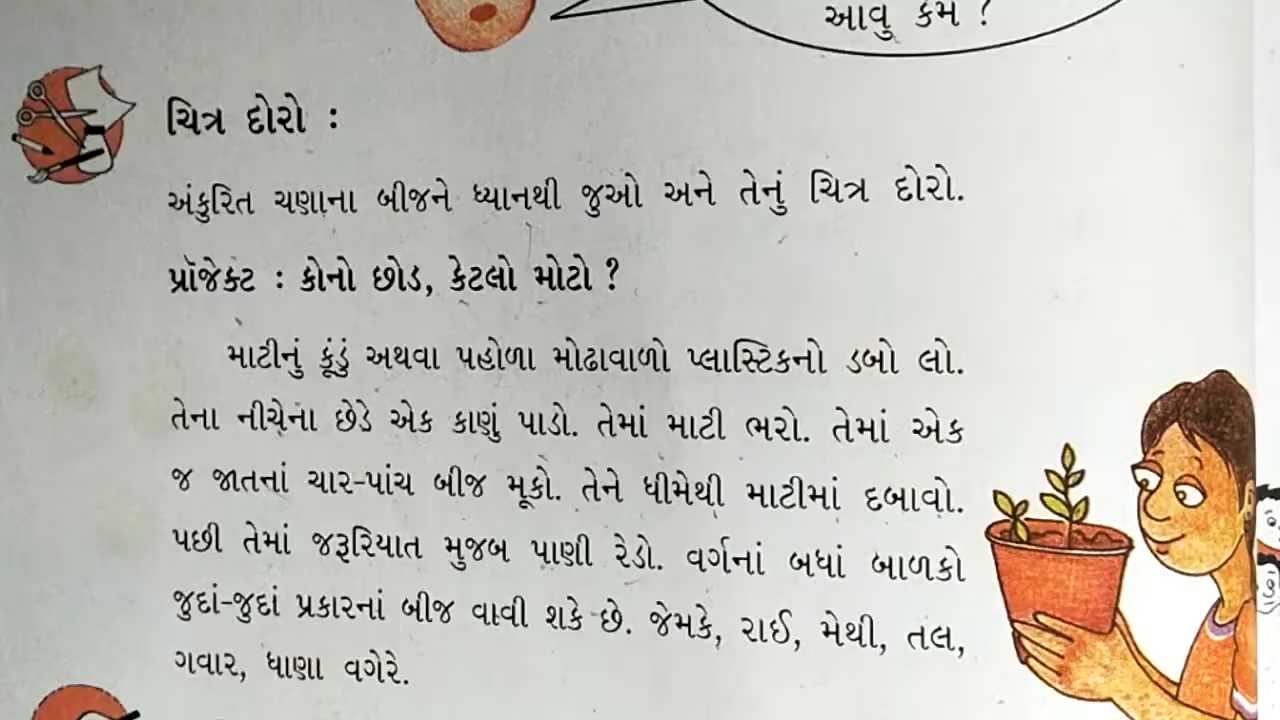 આવુ કેમ ?
ચિત્ર દોરો :
અંકુરિત ચણાના બીજને ધ્યાનથી જુઓ અને તેનું ચિત્ર દોરો.
પ્રૉજેક્ટ : કોનો છોડ, કેટલો મોટો ?
માટીનું કૂંડું અથવા પહોળા મોઢાવાળો પ્લાસ્ટિકનો ડબો લો.
તેના નીચેના છેડે એક કાણું પાડો. તેમાં માટી ભરો. તેમાં એક
જ જાતનાં ચાર-પાંચ બીજ મૂકો. તેને ધીમેથી માટીમાં દબાવો.
પછી તેમાં જરૂરિયાત મુજબ પાણી રેડો. વર્ગનાં બધાં બાળકો
જુદાં-જુદાં પ્રકારનાં બીજ વાવી શકે છે. જેમકે, રાઈ, મેથી, તલ,
ગવાર, ધાણા વગેરે.